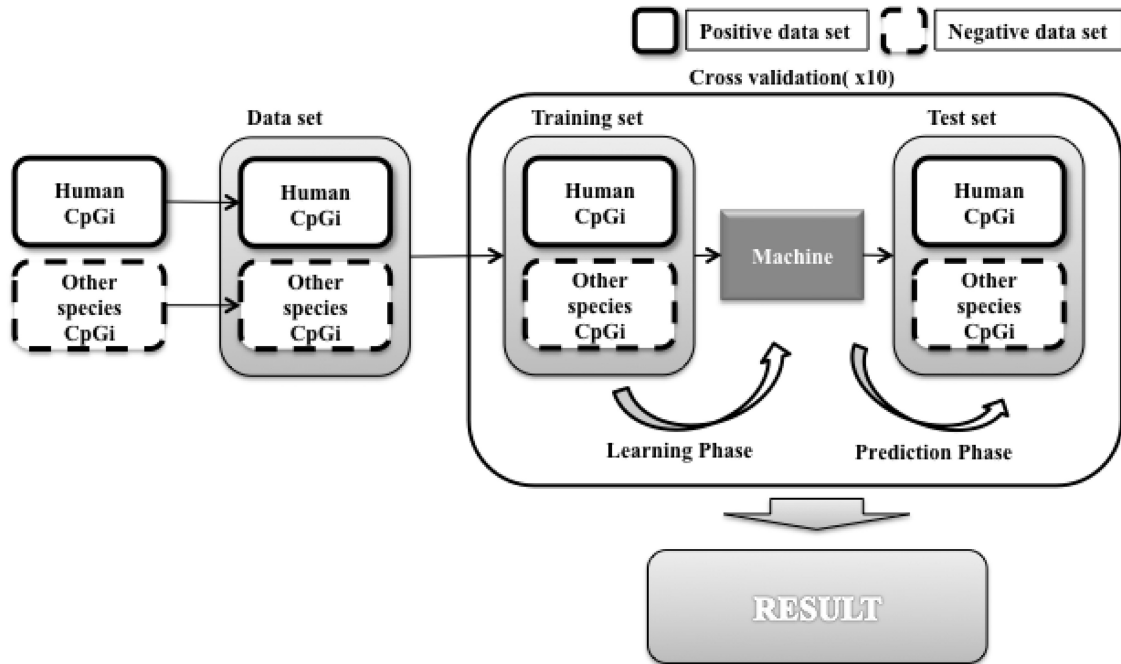 Positive data set
Negative data set
Cross validation( x10)
Data set
Training set
Test set
Human
CpGi
Human
CpGi
Human
CpGi
Human
CpGi
Machine
Other
species
CpGi
Other
species
CpGi
Other
species
CpGi
Other
species
CpGi
Learning Phase
Prediction Phase
RESULT